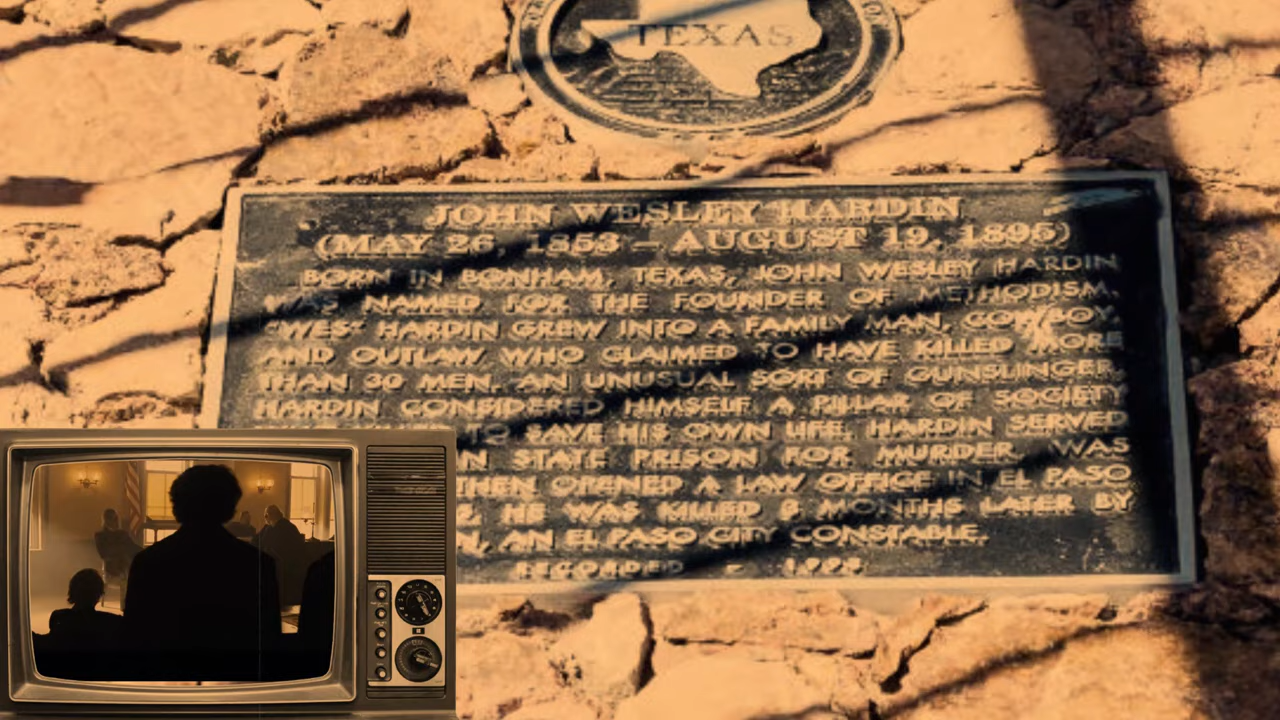 TEXAS
JOHN WESLEY HARDIN
(MAY 26, 1853 – AUGUST 19, 1895)
BORN IN BONHAM, TEXAS, JOHN WESLEY HARDIN
WAS NAMED FOR THE FOUNDER OF METHODISM.
"WES" HARDIN GREW INTO A FAMILY MAN, COWBOY,
AND OUTLAW WHO CLAIMED TO HAVE KILLED MORE
THAN 30 MEN. AN UNUSUAL SORT OF GUNSLINGER,
HARDIN CONSIDERED HIMSELF A PILLAR OF SOCIETY
TO SAVE HIS OWN LIFE. HARDIN SERVED
STATE PRISON FOR MURDER, WAS
THEN OPENED A LAW OFFICE IN EL PASO
HE WAS KILLED MONTHS LATER BY
AN EL PASO CITY CONSTABLE.
RECORDED -